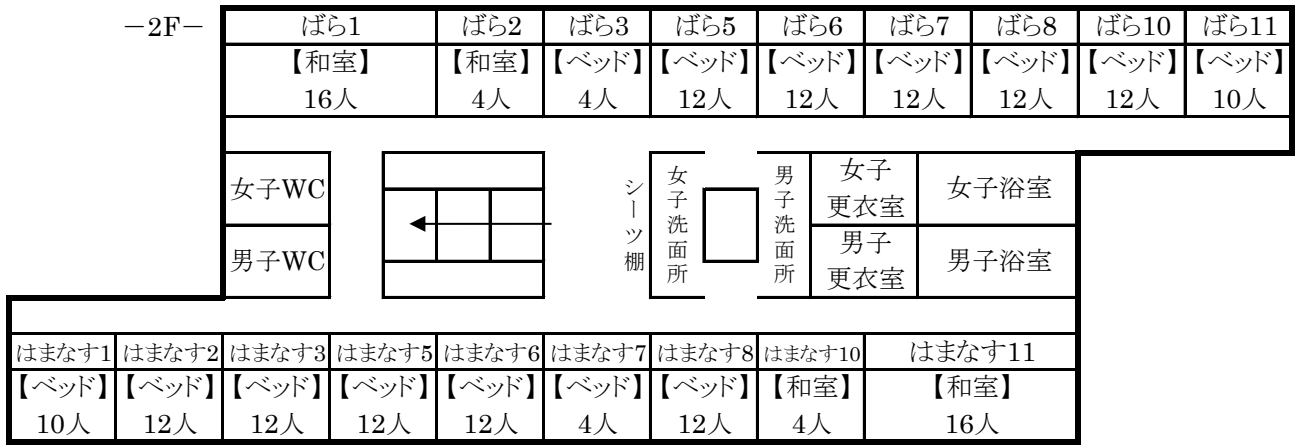 －2F－
ばら1 ばら2 ばら3 ばら5 ばら6 ばら7 ばら8 ばら10 ばら11
【和室】 【和室】 【ベッド】 【ベッド】 【ベッド】 【ベッド】 【ベッド】 【ベッド】 【ベッド】
16人 4人 4人 12人 12人 12人 12人 12人 10人
女子WC
男子WC
シーツ棚
女子洗面所
男子洗面所
女子
更衣室
女子浴室
男子
更衣室
男子浴室
はまなす1 はまなす2 はまなす3 はまなす5 はまなす6 はまなす7 はまなす8 はまなす10 はまなす11
【ベッド】 【ベッド】 【ベッド】 【ベッド】 【ベッド】 【ベッド】 【ベッド】 【和室】 【和室】
10人 12人 12人 12人 12人 4人 12人 4人 16人